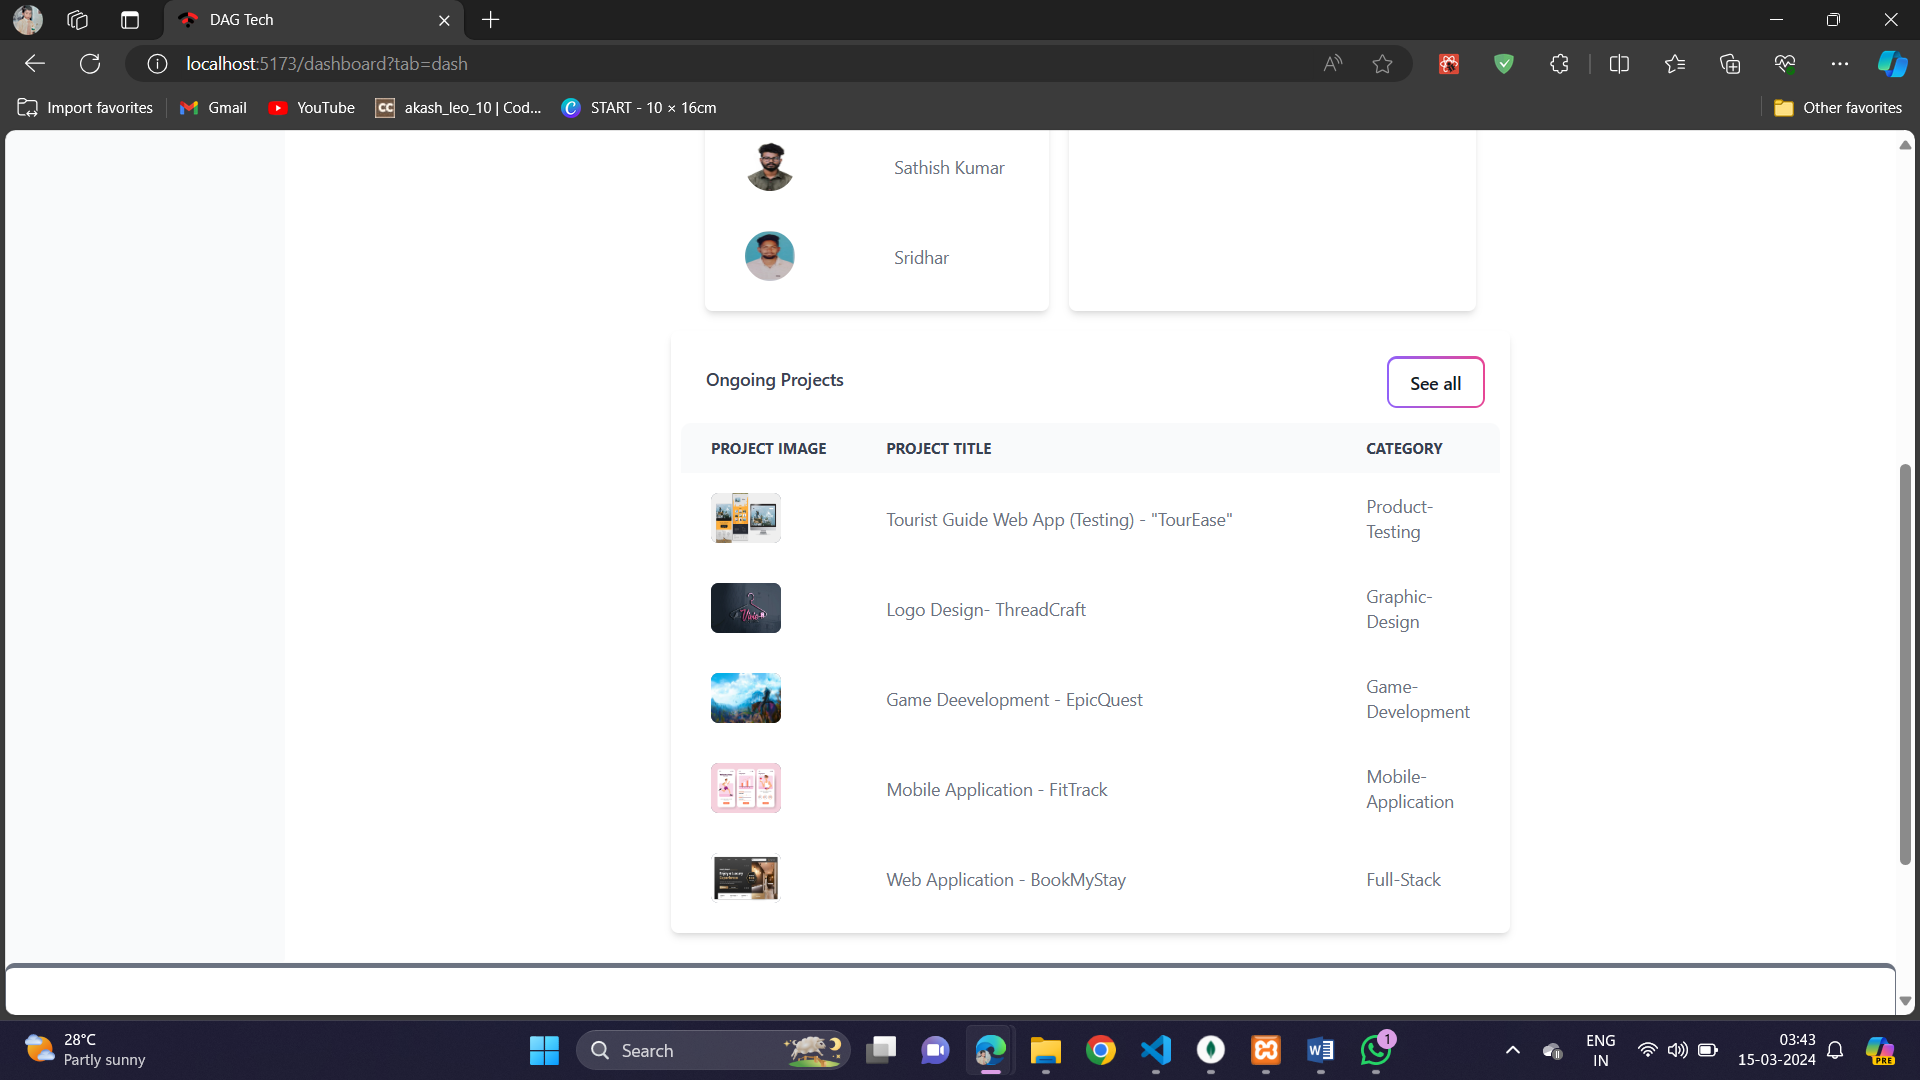 DAG Tech
localhost:5173/dashboard?tab=dash
Import favorites
Gmail
YouTube
akash_leo_10 | Cod...
START - 10 × 16cm
Other favorites
Sathish Kumar
Sridhar
Ongoing Projects
See all
PROJECT IMAGE PROJECT TITLE CATEGORY
Tourist Guide Web App (Testing) - "TourEase"
Product-
Testing
Logo Design- ThreadCraft
Graphic-
Design
Game Deevelopment - EpicQuest
Game-
Development
Mobile Application - FitTrack
Mobile-
Application
Web Application - BookMyStay
Full-Stack
28°C
Partly sunny
Search
1
ENG
IN
03:43
15-03-2024
PRE